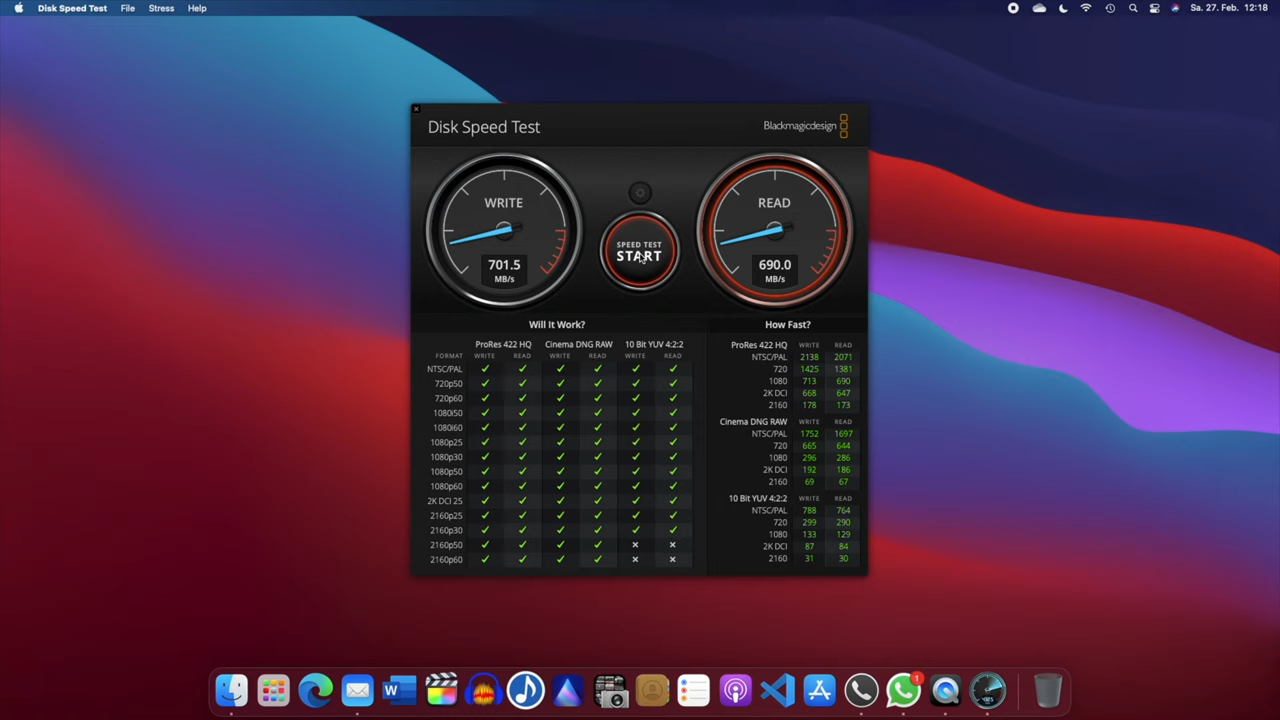 Disk Speed Test File Stress Help Sa. 27. Feb. 12:18
Disk Speed Test Blackmagicdesign
WRITE
701.5
MB/s
SPEED TEST
START
READ
690.0
MB/s
Will It Work?
ProRes 422 HQ Cinema DNG RAW 10 Bit YUV 4:2:2
FORMAT WRITE READ WRITE READ WRITE READ
NTSC/PAL ✓ ✓ ✓ ✓ ✓ ✓
720p50 ✓ ✓ ✓ ✓ ✓ ✓
720p60 ✓ ✓ ✓ ✓ ✓ ✓
1080i50 ✓ ✓ ✓ ✓ ✓ ✓
1080i60 ✓ ✓ ✓ ✓ ✓ ✓
1080p25 ✓ ✓ ✓ ✓ ✓ ✓
1080p30 ✓ ✓ ✓ ✓ ✓ ✓
1080p50 ✓ ✓ ✓ ✓ ✓ ✓
1080p60 ✓ ✓ ✓ ✓ ✓ ✓
2K DCI 25 ✓ ✓ ✓ ✓ ✓ ✓
2160p25 ✓ ✓ ✓ ✓ ✓ ✓
2160p30 ✓ ✓ ✓ ✓ ✓ ✓
2160p50 ✓ ✓ ✓ ✓ × ×
2160p60 ✓ ✓ ✓ ✓ × ×
How Fast?
ProRes 422 HQ WRITE READ
NTSC/PAL 2138 2071
720 1425 1381
1080 713 690
2K DCI 668 647
2160 178 173
Cinema DNG RAW WRITE READ
NTSC/PAL 1752 1697
720 665 644
1080 296 286
2K DCI 192 186
2160 69 67
10 Bit YUV 4:2:2 WRITE READ
NTSC/PAL 788 764
720 299 290
1080 133 129
2K DCI 87 84
2160 31 30
W
1